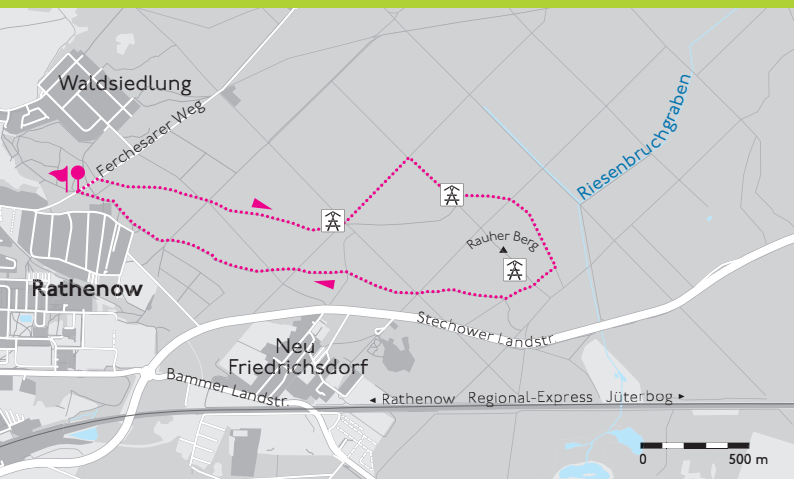 Waldsiedlung
Ferchesarer Weg
Riesenbruchgraben
Rauher Berg
Rathenow
Stechower Landstr.
Neu
Friedrichsdorf
Bammer Landstr.
◂ Rathenow Regional-Express Jüterbog ▸
0 500 m